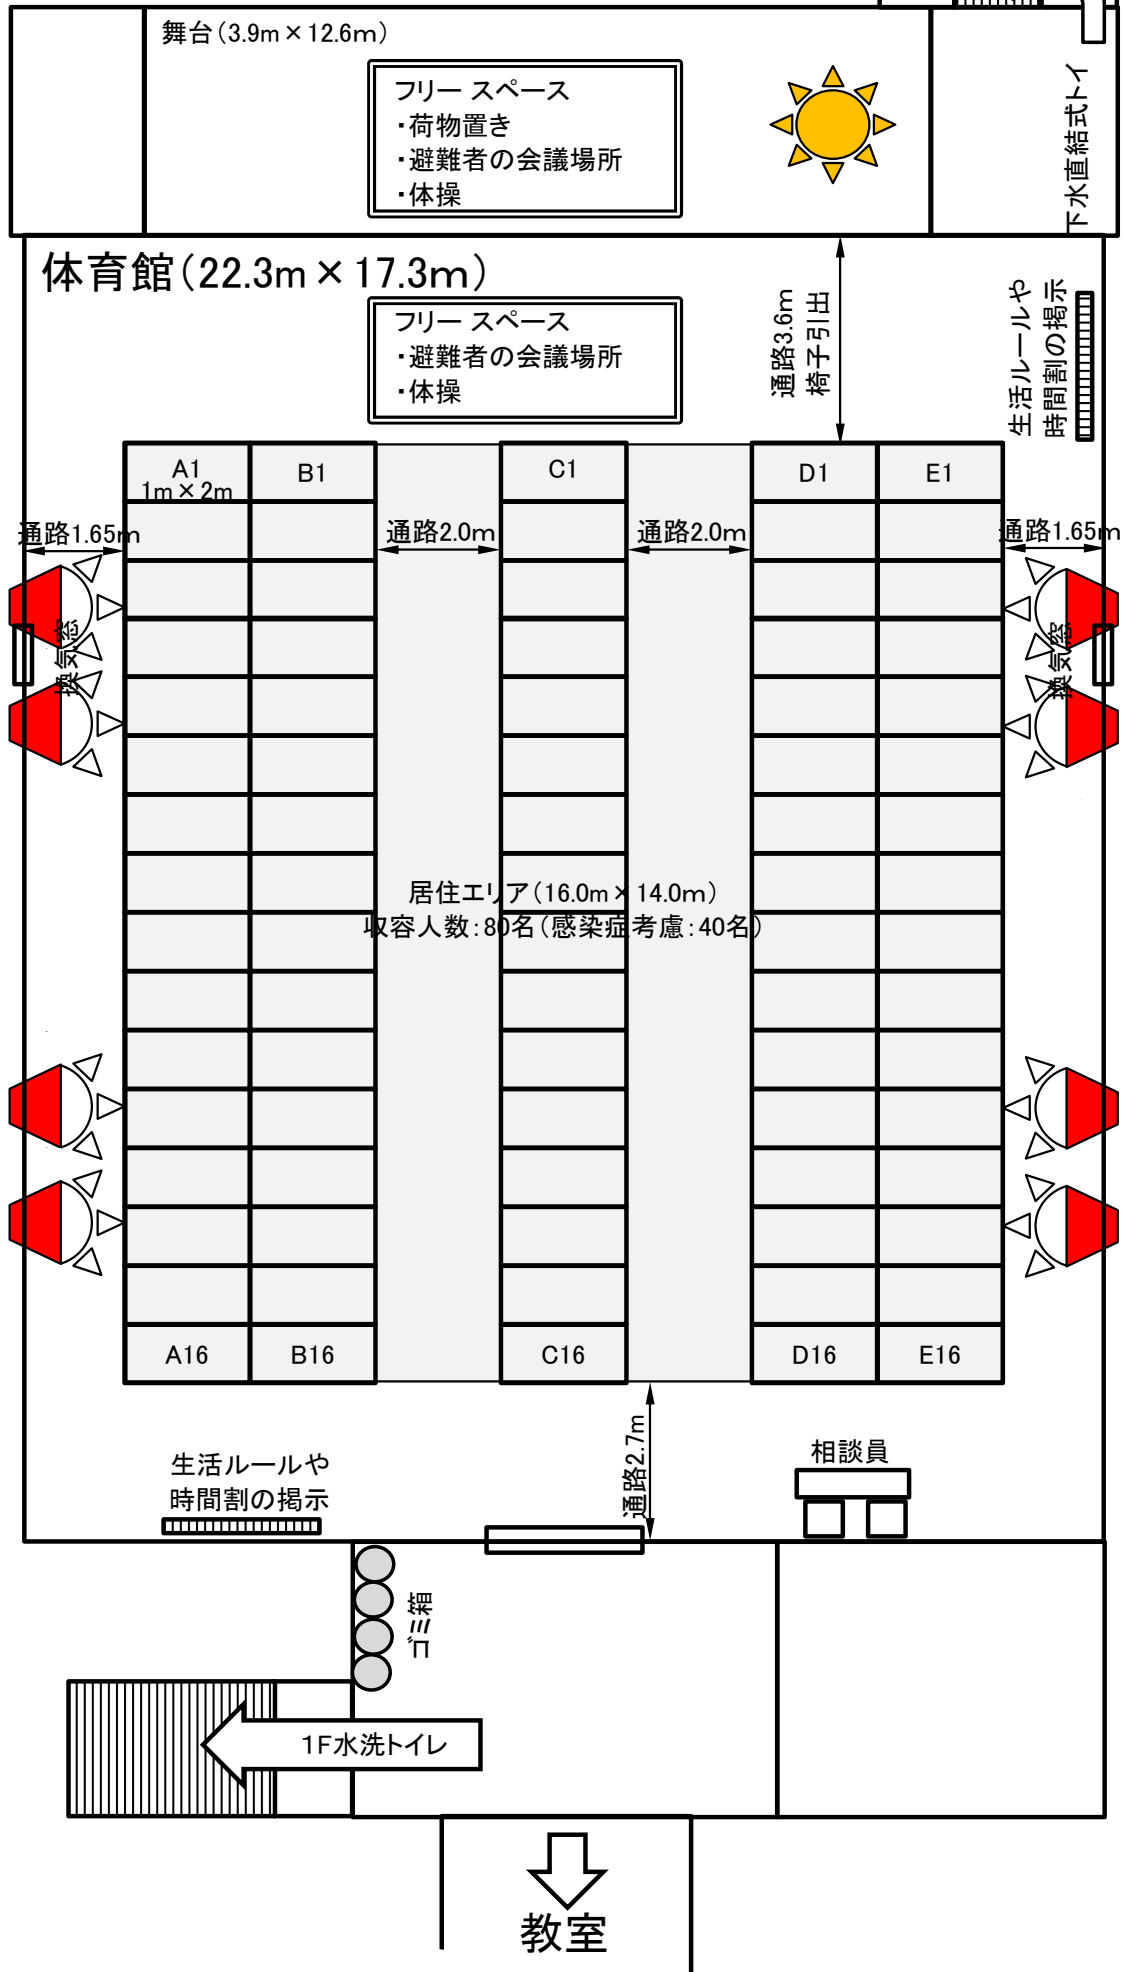 舞台(3.9m×12.6m)
フリー スペース
・荷物置き
・避難者の会議場所
・体操
下水直結式トイ
体育館(22.3m×17.3m)
フリー スペース
・避難者の会議場所
・体操
通路3.6m
椅子引出
生活ルールや
時間割の掲示
A1
1m×2m
B1
C1
D1
E1
通路1.65m
通路2.0m
通路2.0m
通路1.65m
換気窓
換気窓
居住エリア(16.0m×14.0m)
収容人数:80名(感染症考慮:40名)
A16
B16
C16
D16
E16
通路2.7m
生活ルールや
時間割の掲示
相談員
ゴミ箱
1F水洗トイレ
教室